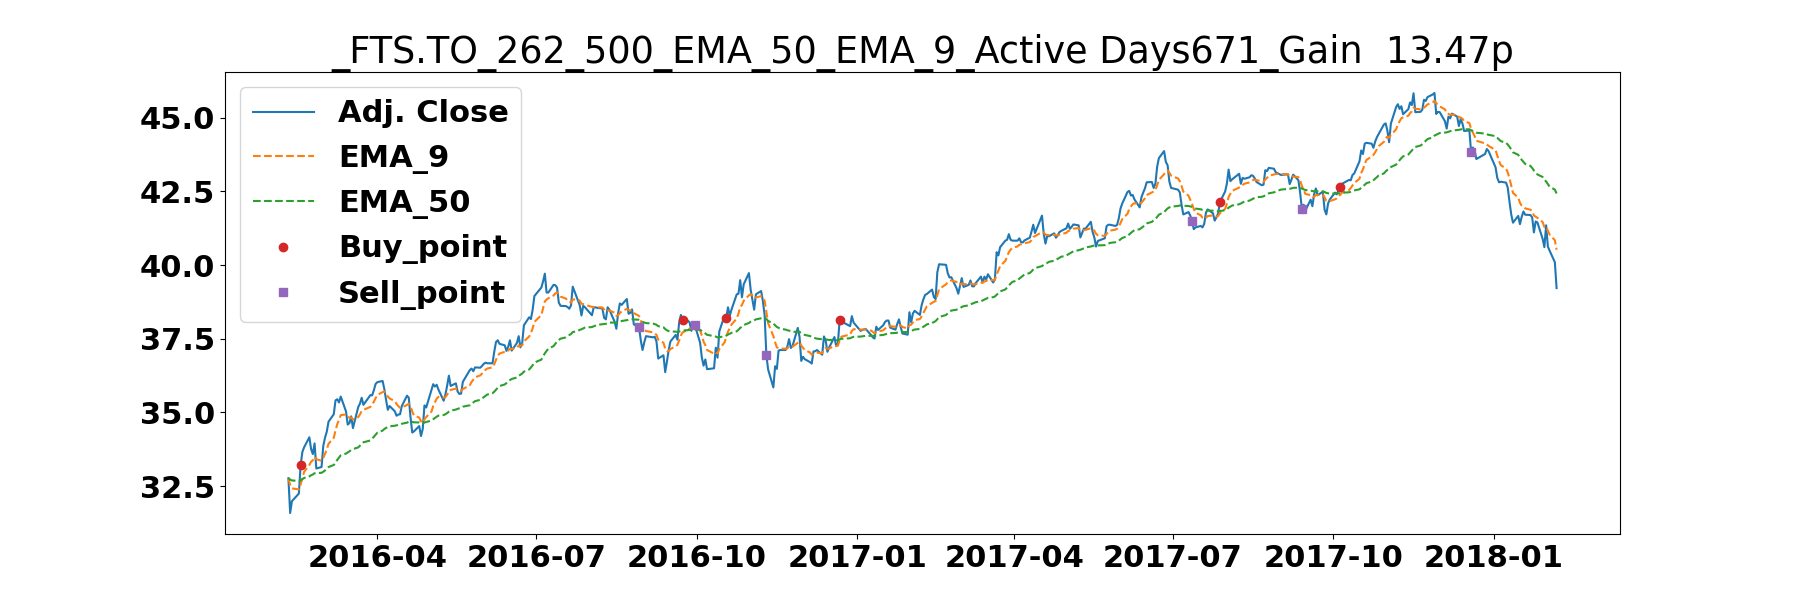 _FTS.TO_262_500_EMA_50_EMA_9_Active Days671_Gain  13.47p
Adj. Close
EMA_9
EMA_50
Buy_point
Sell_point
45.0
42.5
40.0
37.5
35.0
32.5
2016-04 2016-07 2016-10 2017-01 2017-04 2017-07 2017-10 2018-01